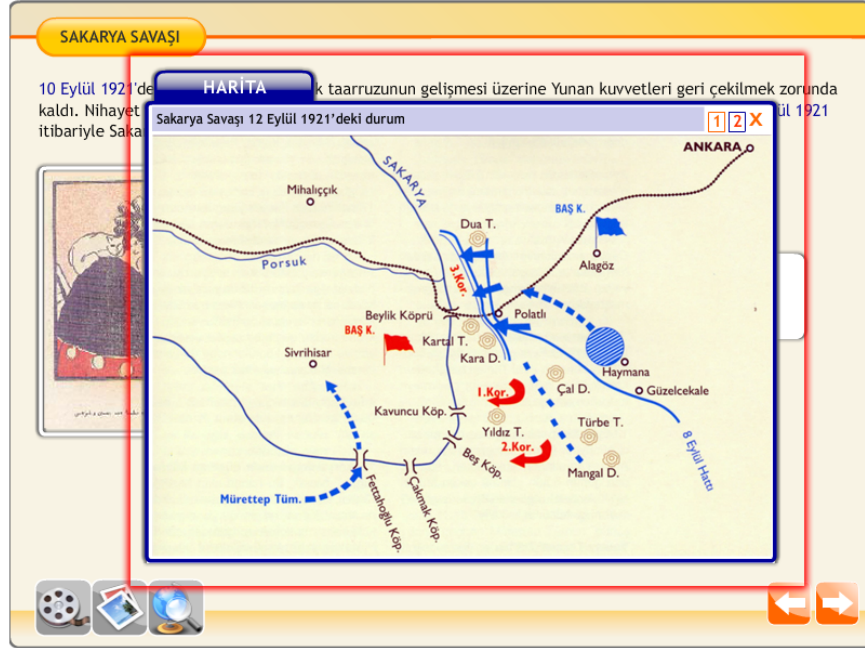 SAKARYA SAVAŞI
10 Eylül 1921'de
k taarruzunun gelişmesi üzerine Yunan kuvvetleri geri çekilmek zorunda
kaldı. Nihayet
ül 1921
itibariyle Saka
HARİTA
Sakarya Savaşı 12 Eylül 1921'deki durum
1 2 X
ANKARA
SAKARYA
Mihalıççık
Dua T.
BAŞ K.
Alagöz
Porsuk
3.Kor.
Beylik Köprü
Polatlı
BAŞ K.
Kartal T.
Kara D.
Sivrihisar
Haymana
Çal D.
Güzelcekale
1.Kor.
Kavuncu Köp.
Yıldız T.
Türbe T.
2.Kor.
Beş Köp.
Mangal D.
8 Eylül Hattı
Mürettep Tüm.
Fettahoğlu Köp.
Çakmak Köp.